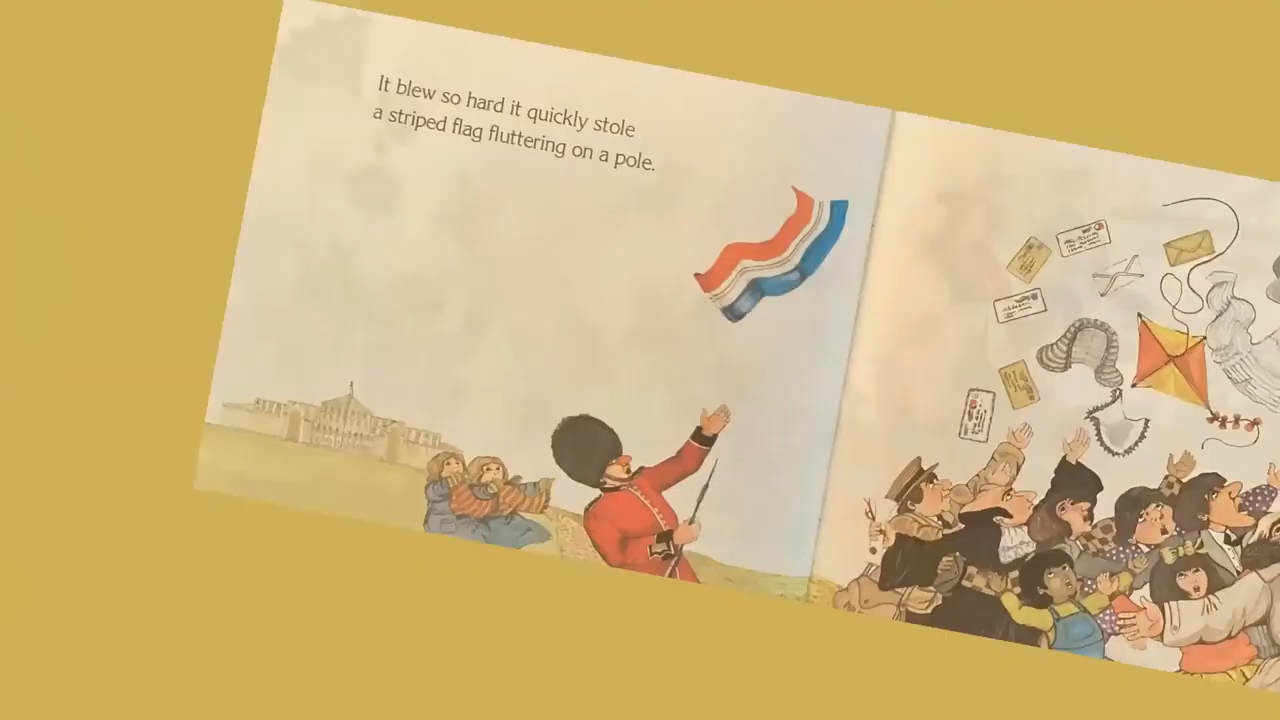 It blew so hard it quickly stole
a striped flag fluttering on a pole.